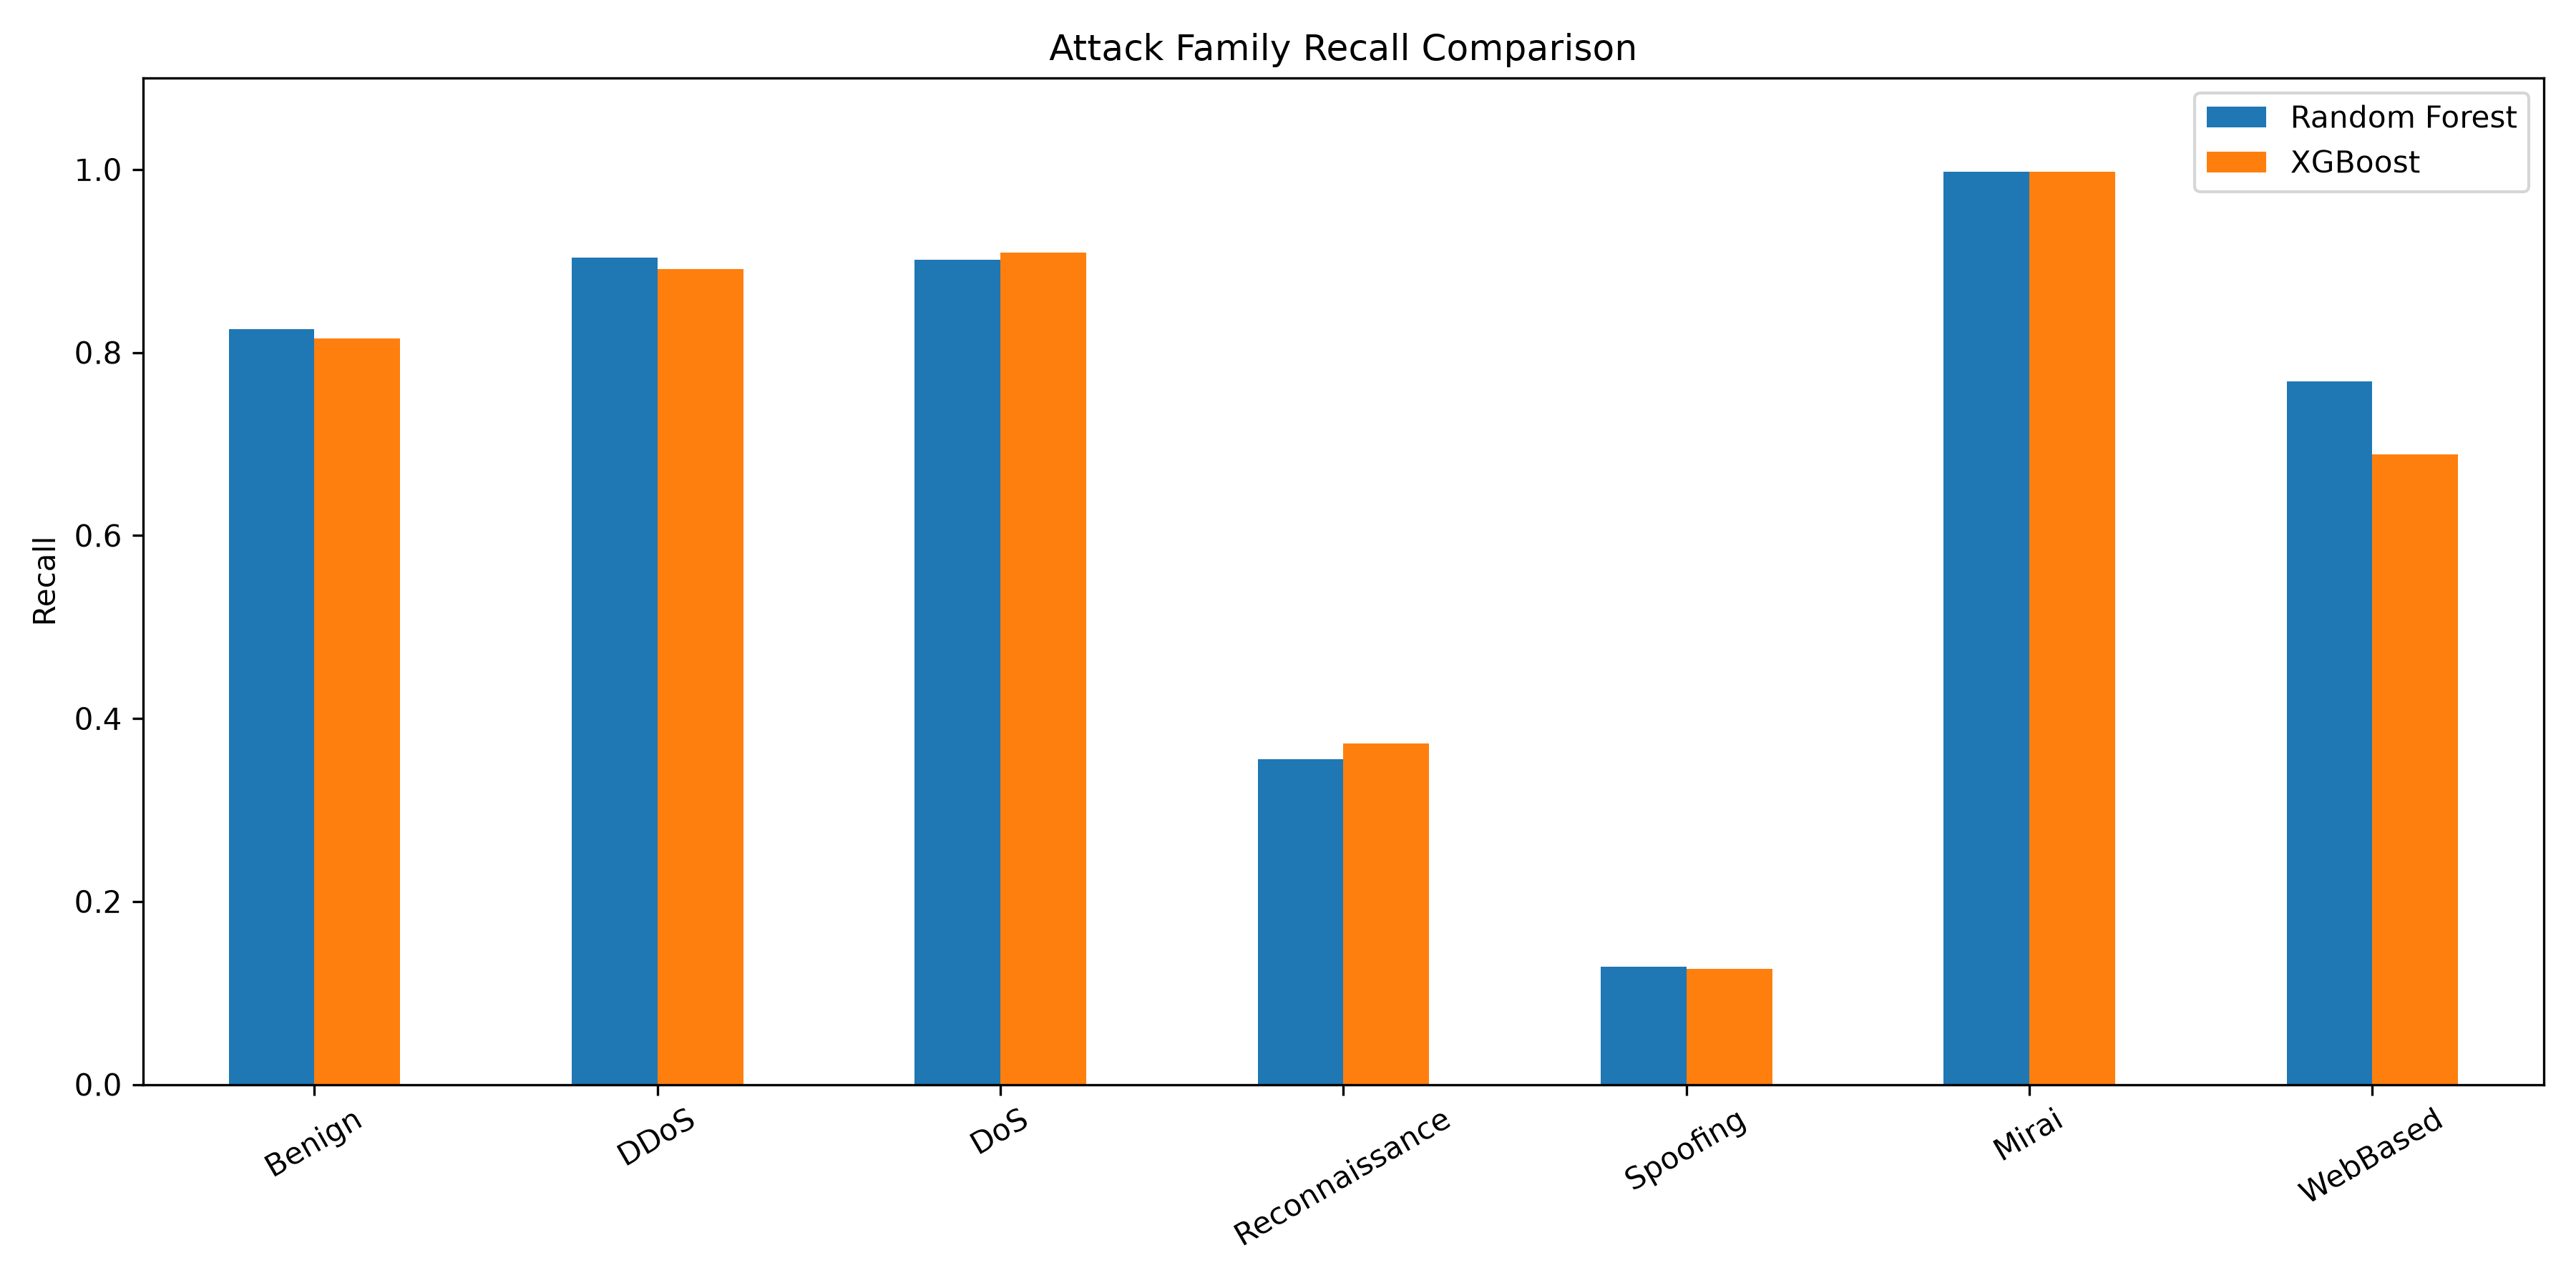 Attack Family Recall Comparison
Random Forest
XGBoost
Recall
1.0
0.8
0.6
0.4
0.2
0.0
Benign
DDoS
DoS
Reconnaissance
Spoofing
Mirai
WebBased